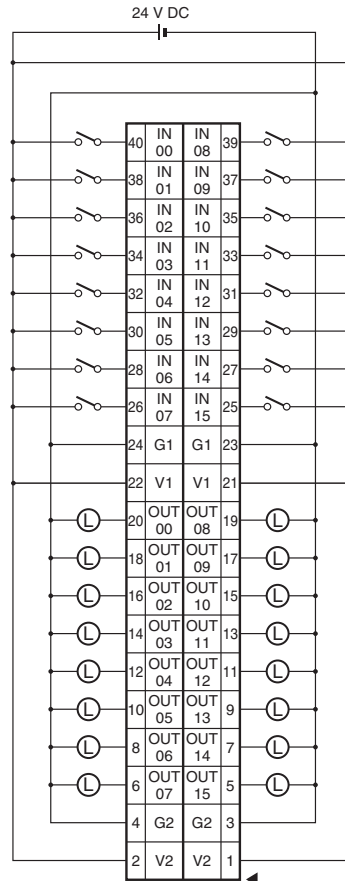 24 V DC
40 IN 00 IN 08 39
38 IN 01 IN 09 37
36 IN 02 IN 10 35
34 IN 03 IN 11 33
32 IN 04 IN 12 31
30 IN 05 IN 13 29
28 IN 06 IN 14 27
26 IN 07 IN 15 25
24 G1 G1 23
22 V1 V1 21
20 OUT 00 OUT 08 19
L L
18 OUT 01 OUT 09 17
L L
16 OUT 02 OUT 10 15
L L
14 OUT 03 OUT 11 13
L L
12 OUT 04 OUT 12 11
L L
10 OUT 05 OUT 13 9
L L
8 OUT 06 OUT 14 7
L L
6 OUT 07 OUT 15 5
L L
4 G2 G2 3
2 V2 V2 1